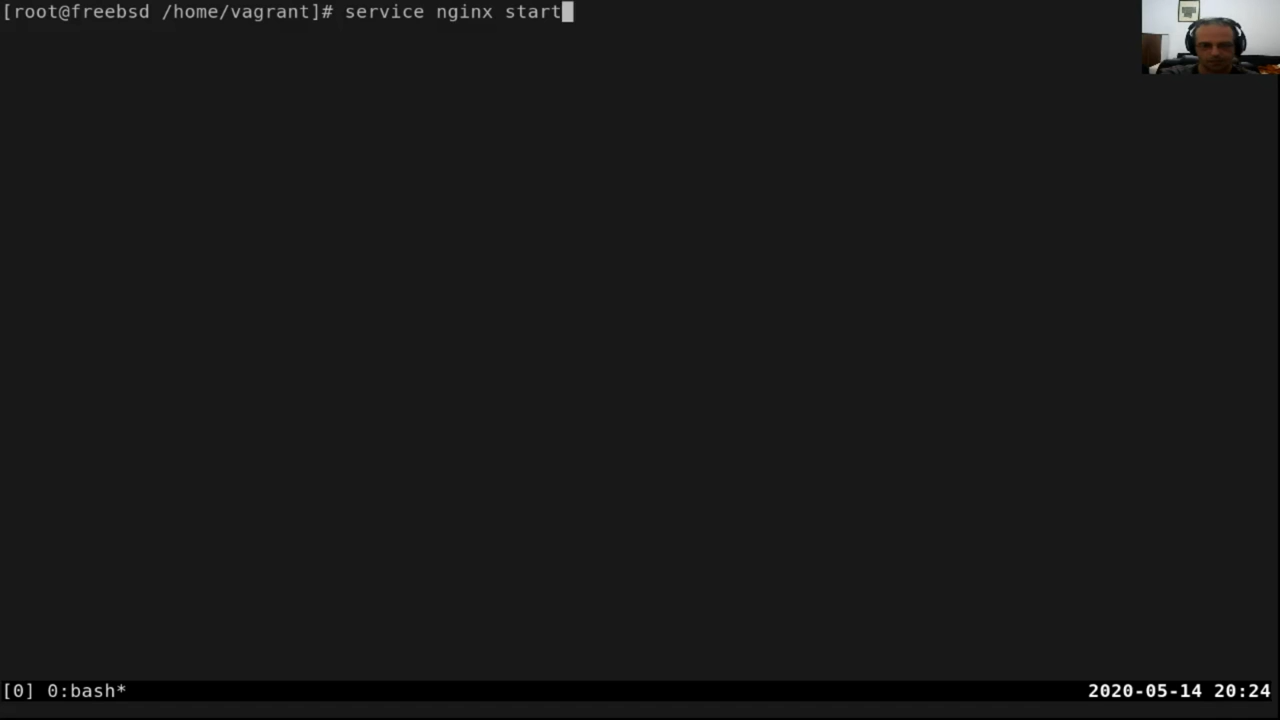 [root@freebsd /home/vagrant]# service nginx start
[0] 0:bash* 2020-05-14 20:24